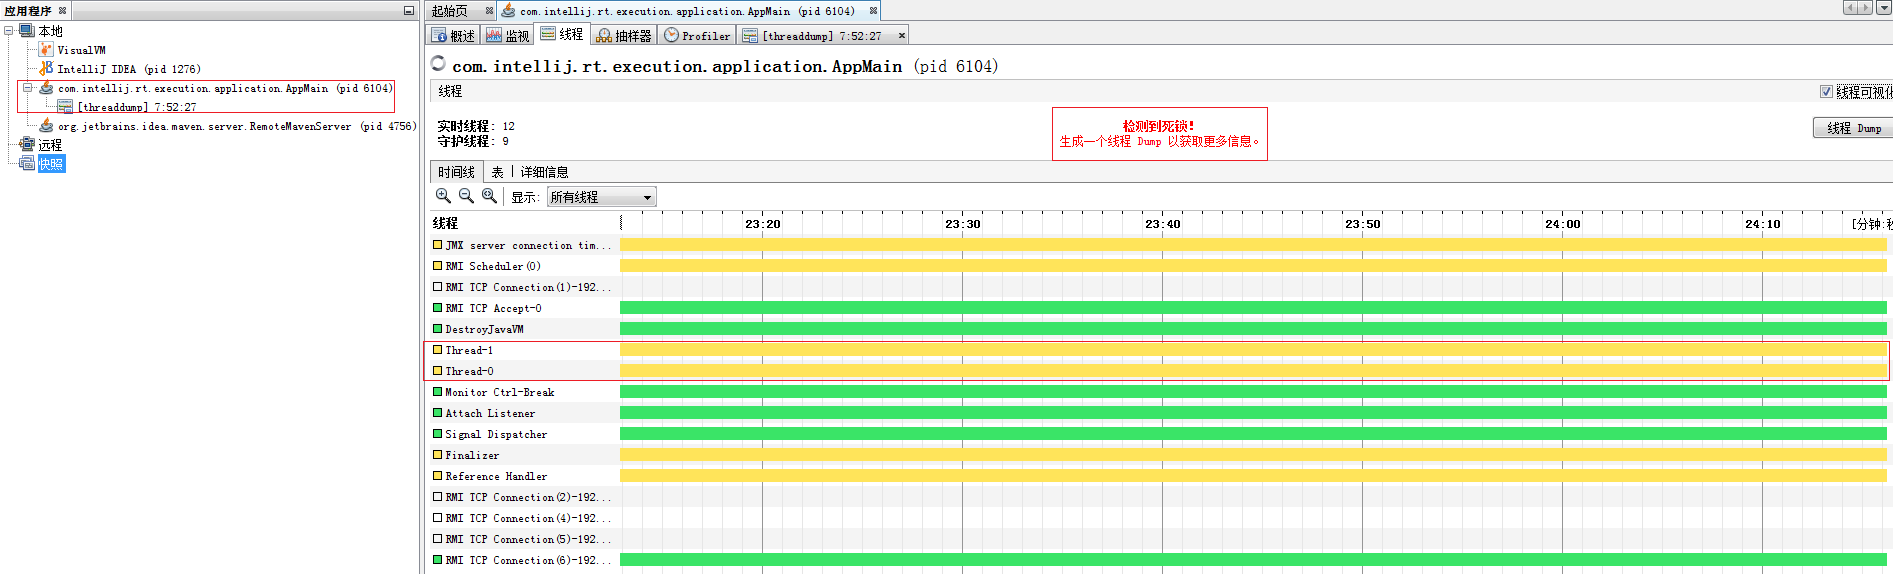 应用程序
本地
VisualVM
IntelliJ IDEA (pid 1276)
com.intellij.rt.execution.application.AppMain (pid 6104)
[threaddump] 7:52:27
org.jetbrains.idea.maven.server.RemoteMavenServer (pid 4756)
远程
快照
起始页
com.intellij.rt.execution.application.AppMain (pid 6104)
概述 监视 线程 抽样器 Profiler [threaddump] 7:52:27
com.intellij.rt.execution.application.AppMain (pid 6104)
线程
线程可视化
实时线程: 12
守护线程: 9
检测到死锁!
生成一个线程 Dump 以获取更多信息。
线程 Dump
时间线 表 详细信息
显示: 所有线程
线程 23:20 23:30 23:40 23:50 24:00 24:10 [分钟:
JMX server connection tim...
RMI Scheduler(0)
RMI TCP Connection(1)-192...
RMI TCP Accept-0
DestroyJavaVM
Thread-1
Thread-0
Monitor Ctrl-Break
Attach Listener
Signal Dispatcher
Finalizer
Reference Handler
RMI TCP Connection(2)-192...
RMI TCP Connection(4)-192...
RMI TCP Connection(5)-192...
RMI TCP Connection(6)-192...